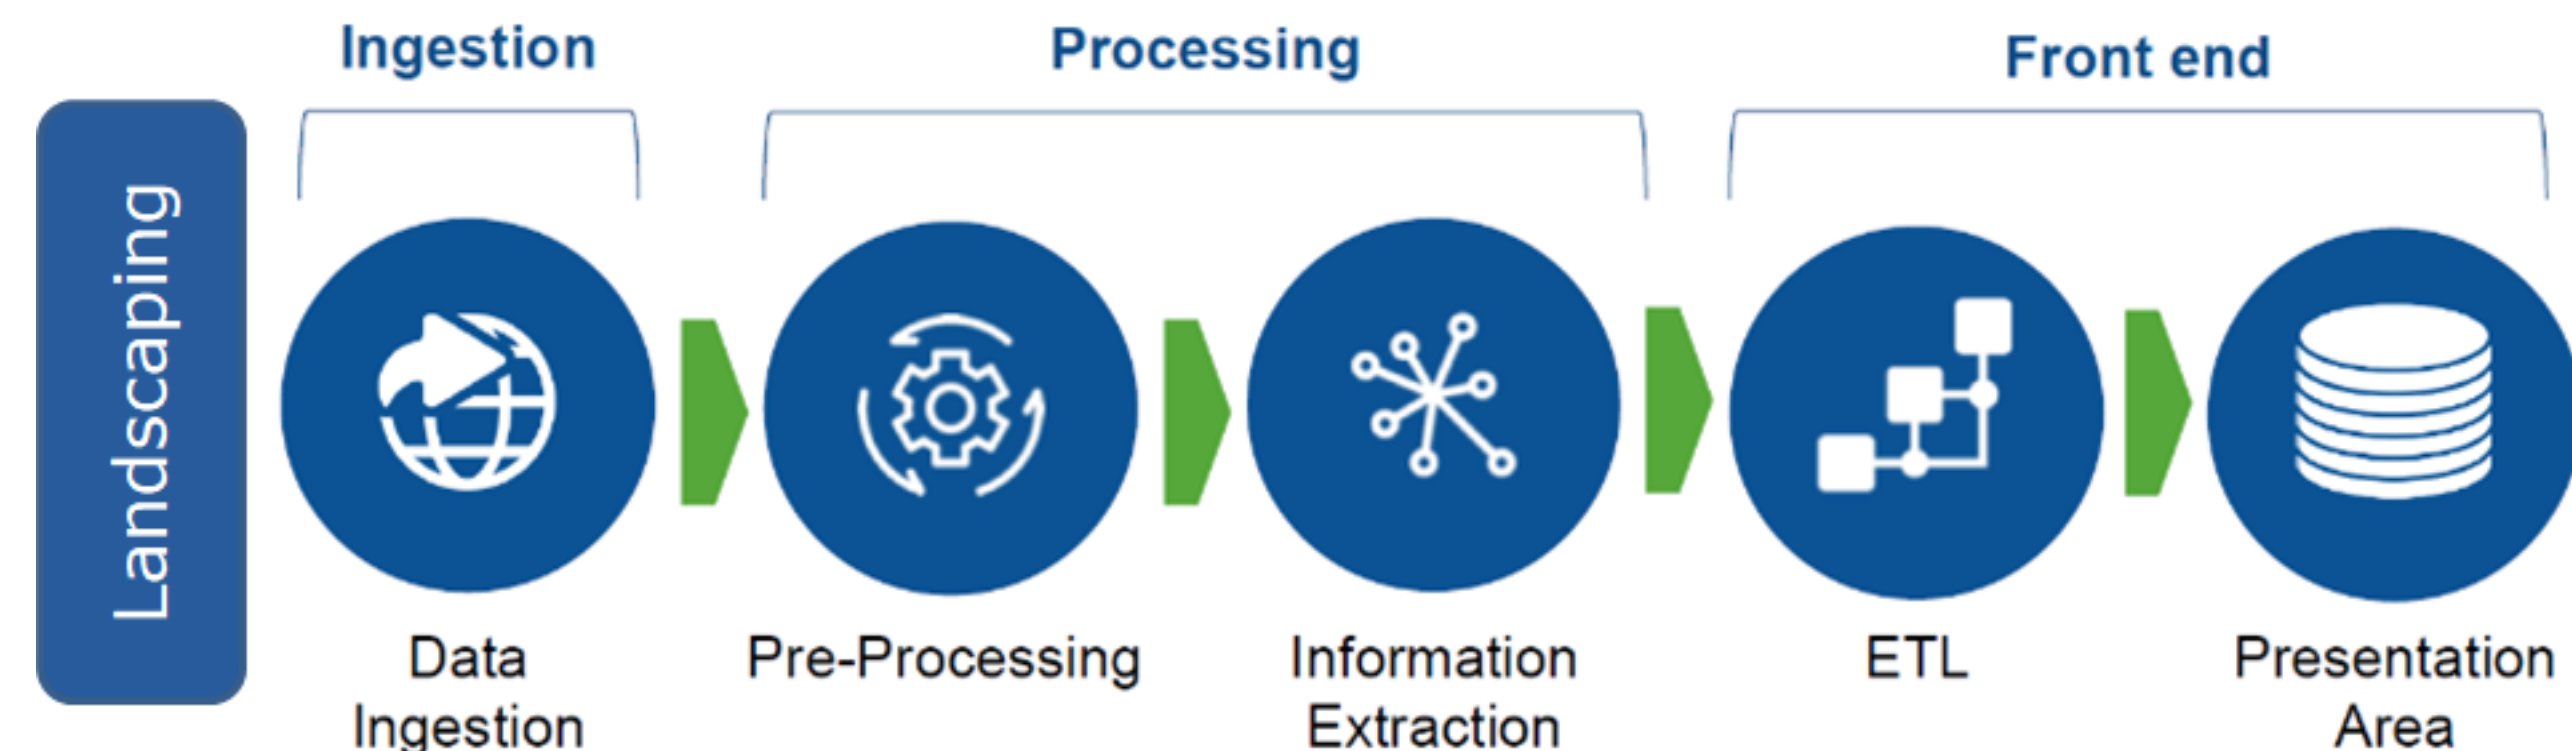 Ingestion
Processing
Front end
Landscaping
Data
Ingestion
Pre-Processing
Information
Extraction
ETL
Presentation
Area